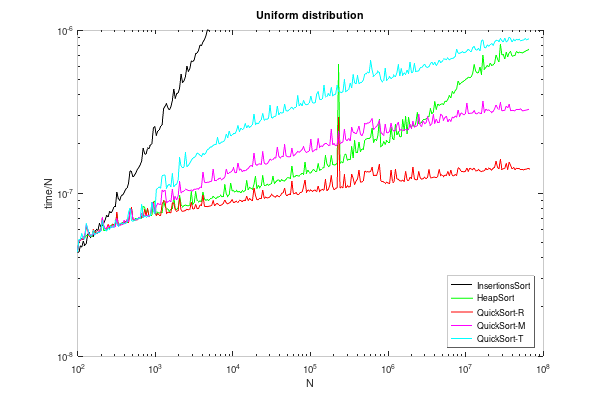 Uniform distribution
10^-6
10^-7
10^-8
time/N
10^2 10^3 10^4 10^5 10^6 10^7 10^8
N
InsertionsSort
HeapSort
QuickSort-R
QuickSort-M
QuickSort-T